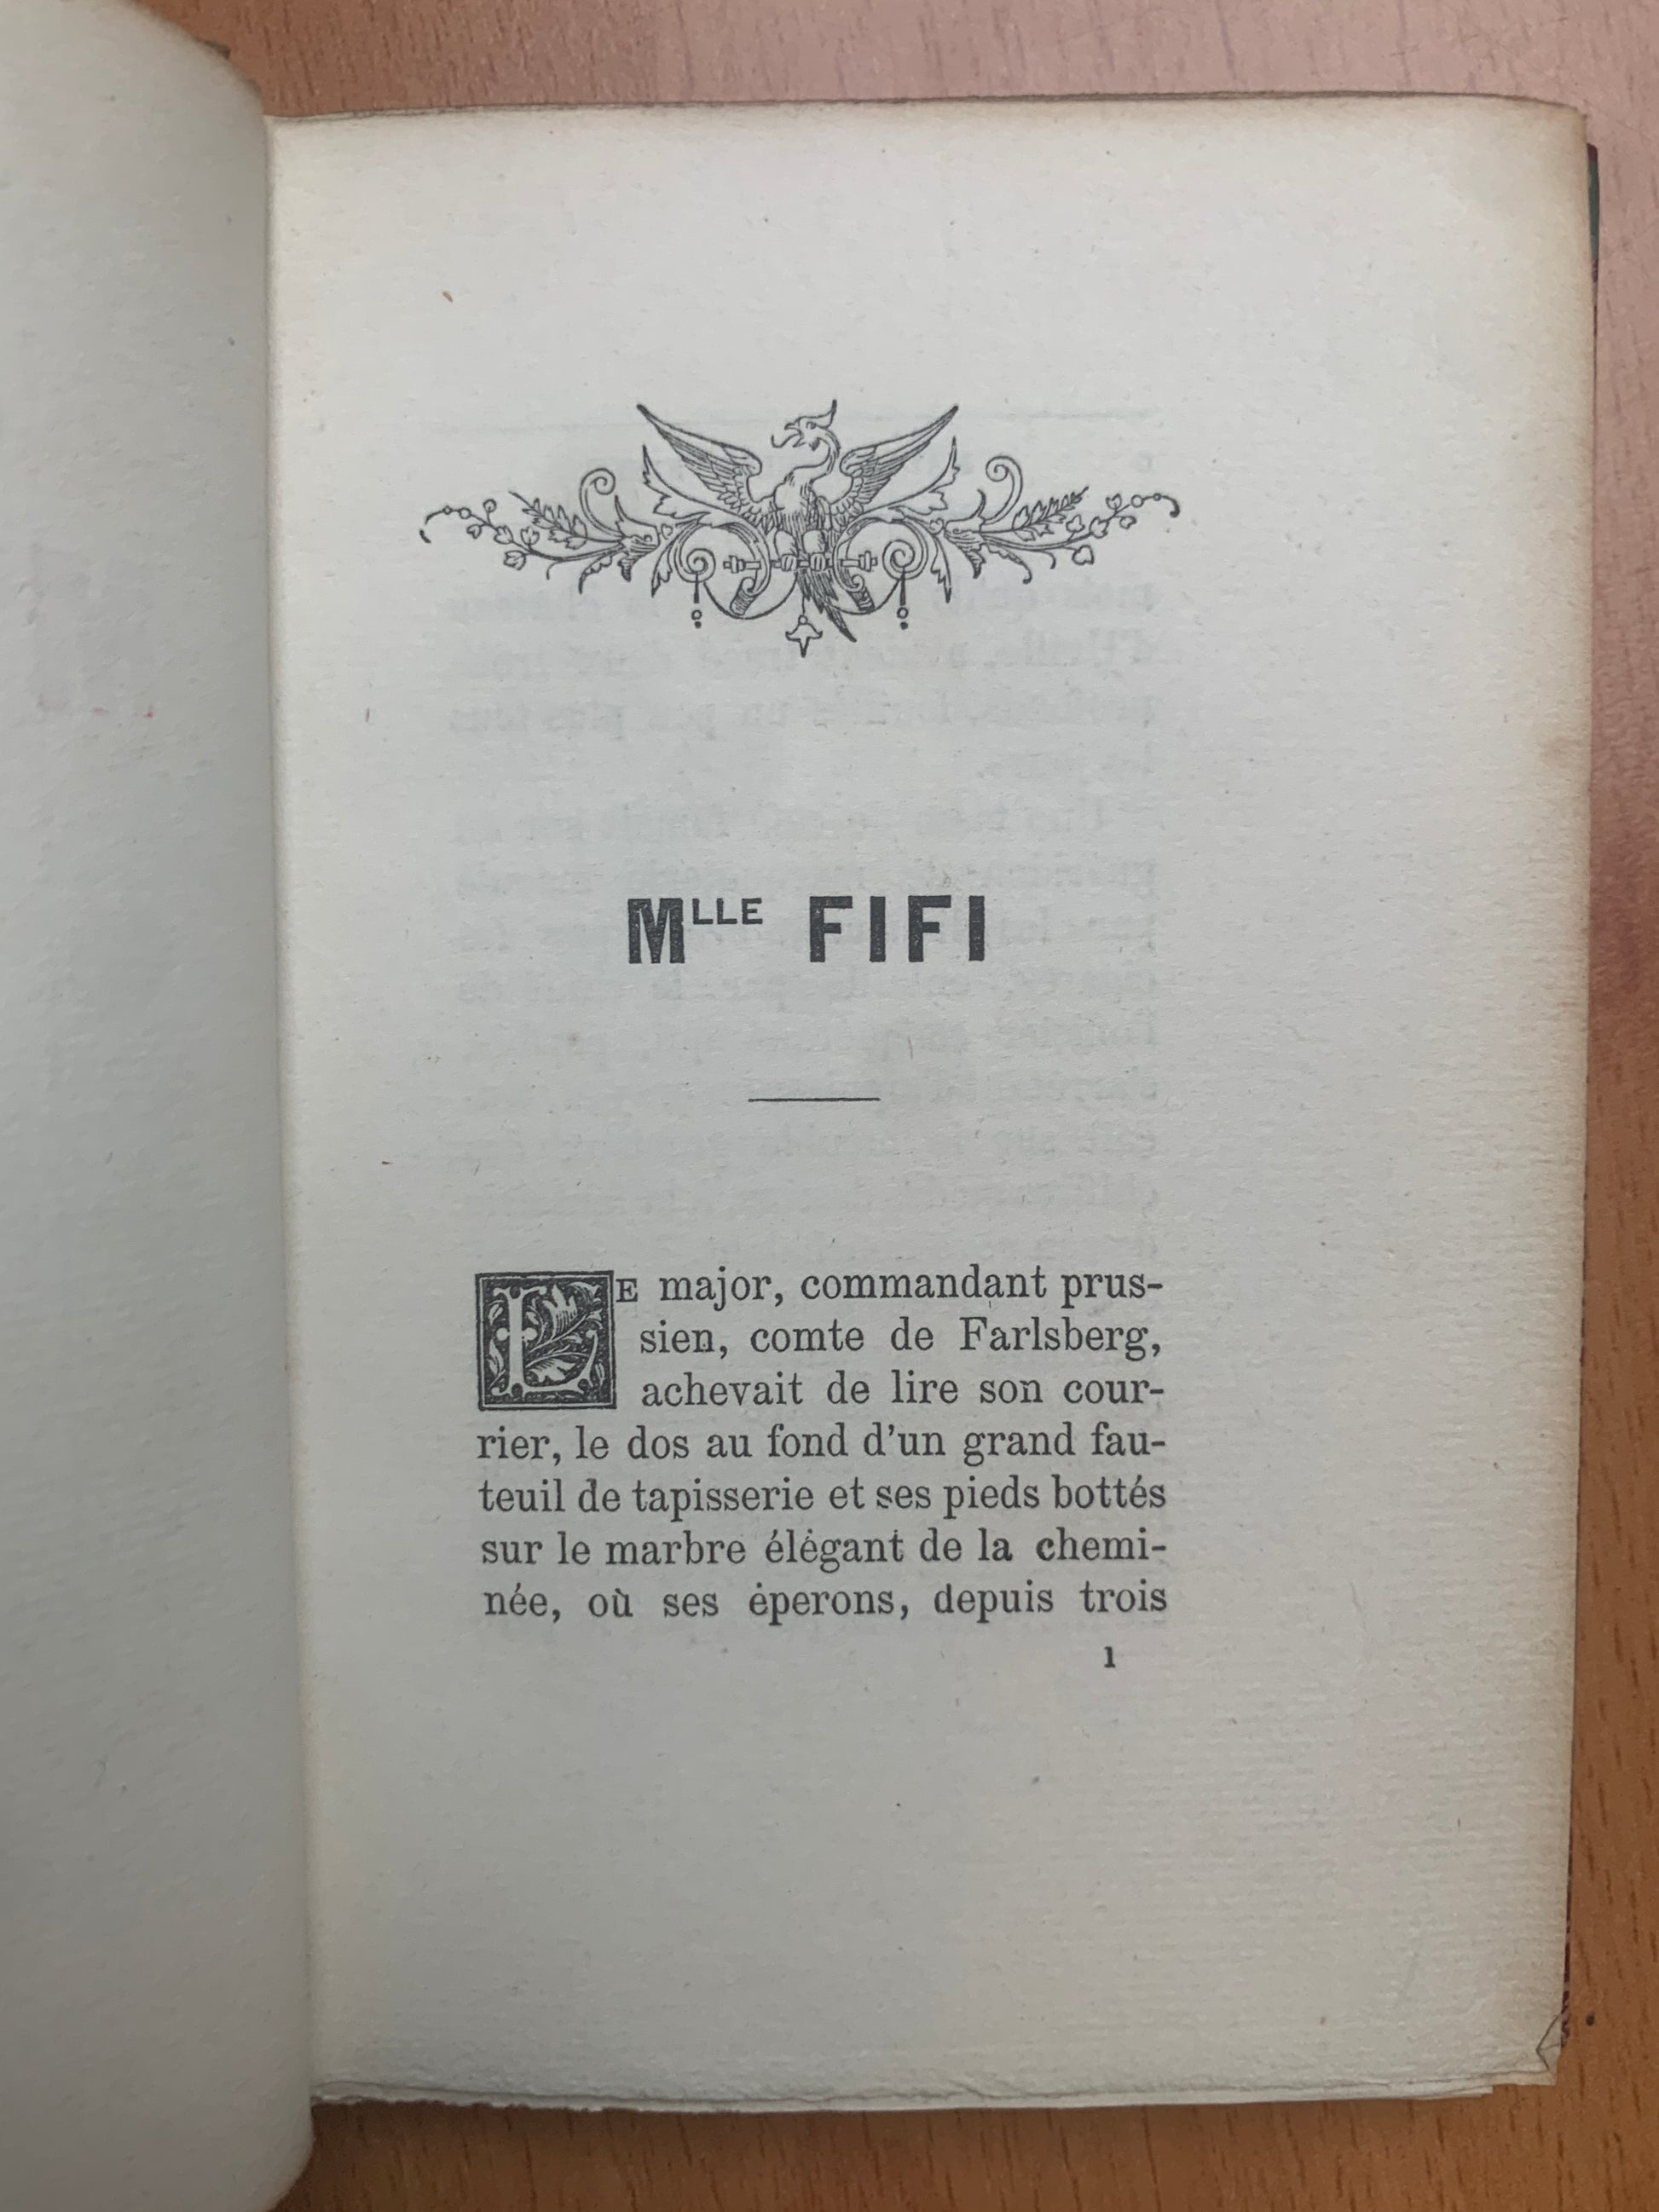 MLLE FIFI
LE major, commandant prus-
sien, comte de Farlsberg,
achevait de lire son cour-
rier, le dos au fond d'un grand fau-
teuil de tapisserie et ses pieds bottés
sur le marbre élégant de la chemi-
née, où ses éperons, depuis trois
1